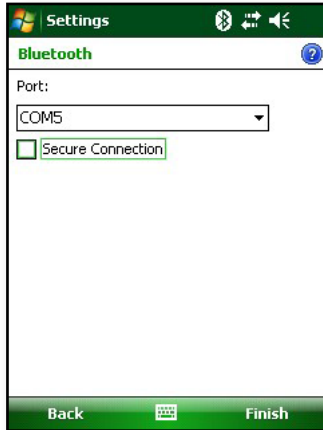 Settings
Bluetooth
?
Port:
COM5
Secure Connection
Back Finish